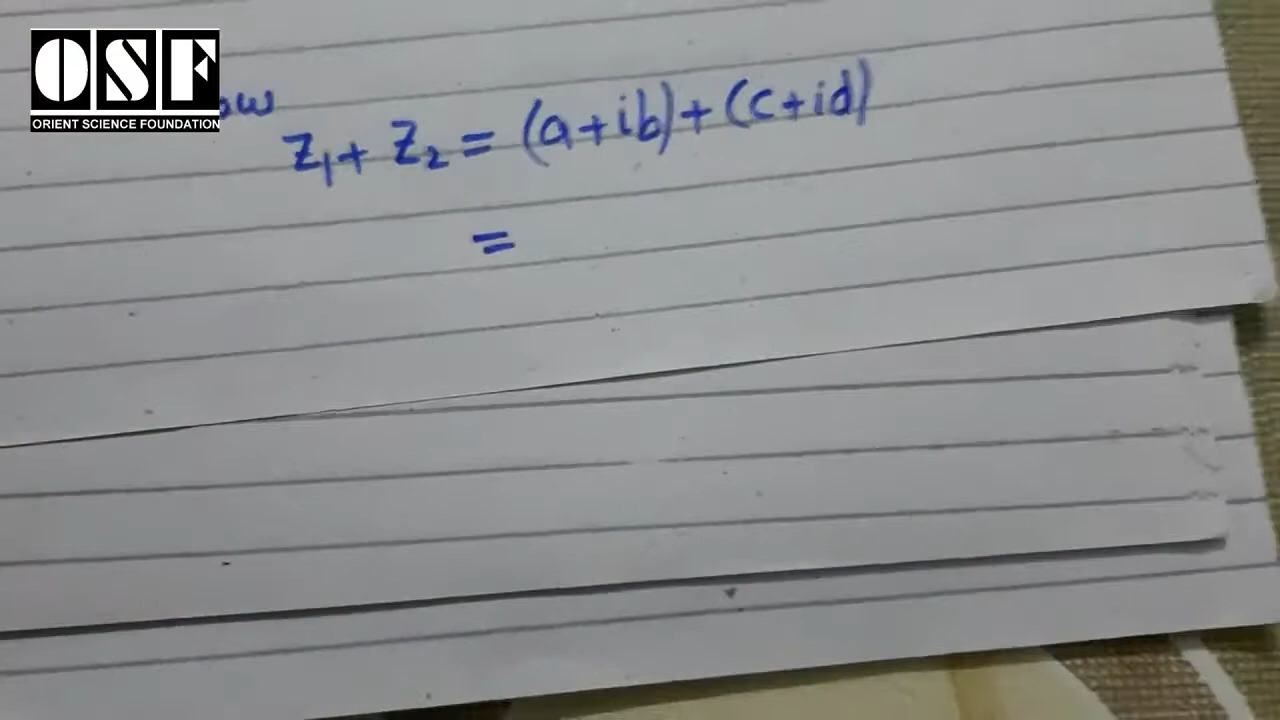 OSF
ORIENT SCIENCE FOUNDATION
Z₁ + Z₂ = (a+ib) + (c+id)
=